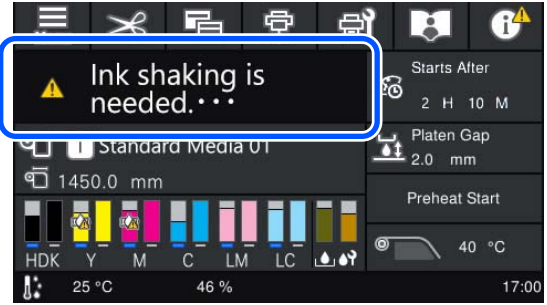 Ink shaking is
needed.･･･
Starts After
2 H 10 M
Platen Gap
2.0 mm
1 Standard Media 01
1450.0 mm
Preheat Start
40 °C
HDK Y M C LM LC
25 °C 46 % 17:00